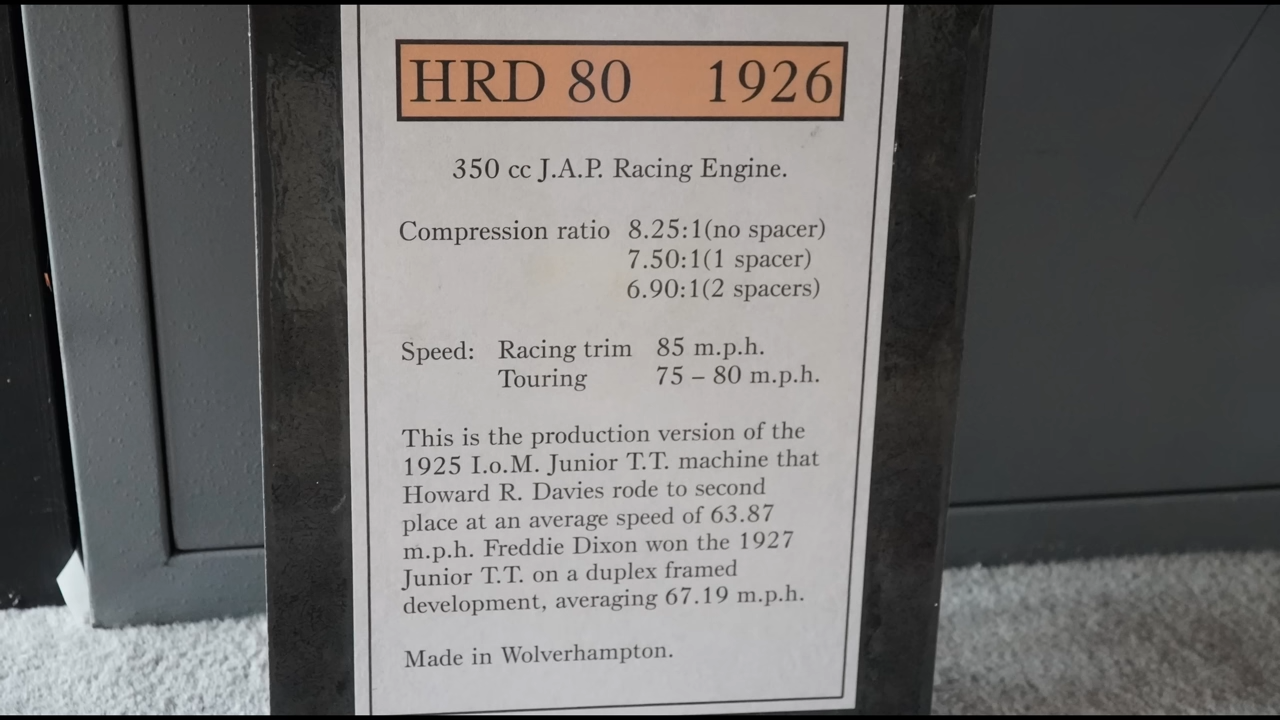 HRD 80 1926
350 cc J.A.P. Racing Engine.
Compression ratio 8.25:1(no spacer)
7.50:1(1 spacer)
6.90:1(2 spacers)
Speed: Racing trim 85 m.p.h.
Touring 75 – 80 m.p.h.
This is the production version of the
1925 I.o.M. Junior T.T. machine that
Howard R. Davies rode to second
place at an average speed of 63.87
m.p.h. Freddie Dixon won the 1927
Junior T.T. on a duplex framed
development, averaging 67.19 m.p.h.
Made in Wolverhampton.